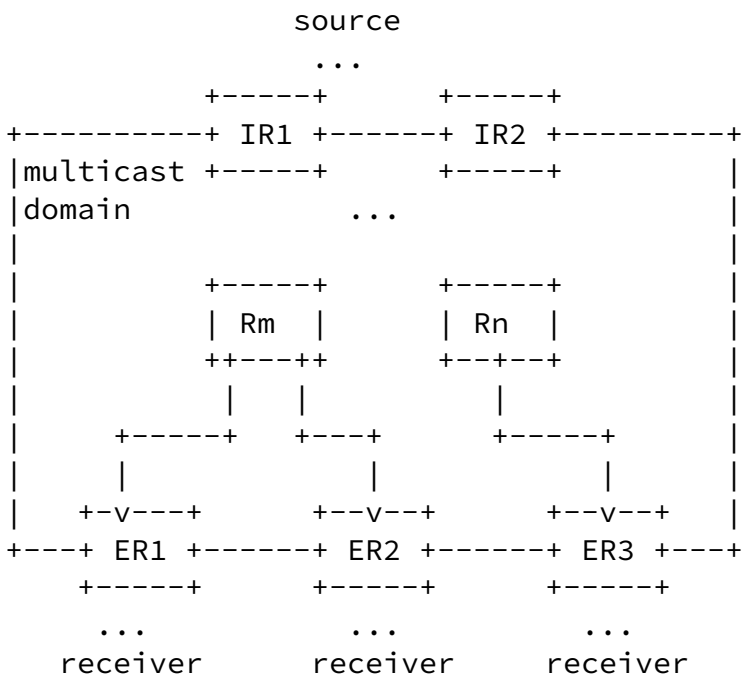 source
...
IR1 IR2
multicast
domain ...
Rm Rn
ER1 ER2 ER3
... ... ...
receiver receiver receiver